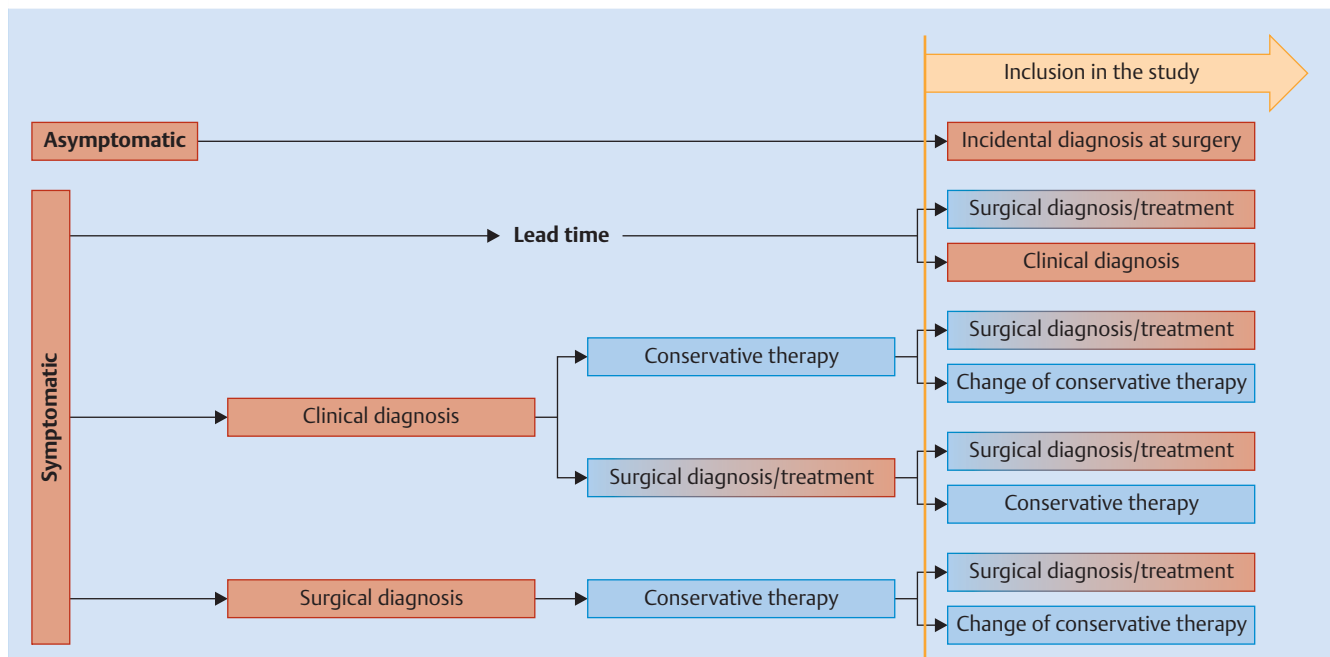 Inclusion in the study
Asymptomatic
Incidental diagnosis at surgery
Symptomatic
Lead time
Surgical diagnosis/treatment
Clinical diagnosis
Clinical diagnosis
Conservative therapy
Surgical diagnosis/treatment
Change of conservative therapy
Surgical diagnosis/treatment
Surgical diagnosis/treatment
Conservative therapy
Surgical diagnosis
Conservative therapy
Surgical diagnosis/treatment
Change of conservative therapy